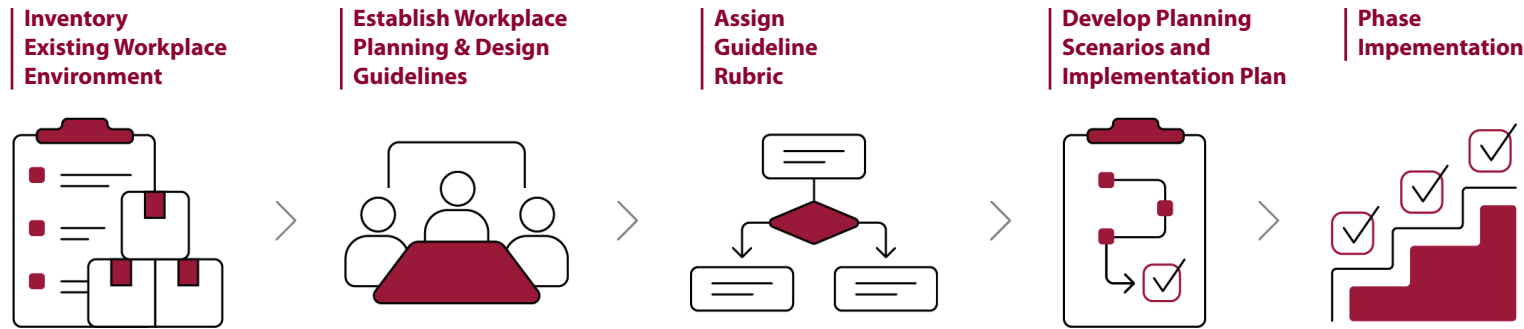 Inventory
Existing Workplace
Environment
Establish Workplace
Planning & Design
Guidelines
Assign
Guideline
Rubric
Develop Planning
Scenarios and
Implementation Plan
Phase
Impementation